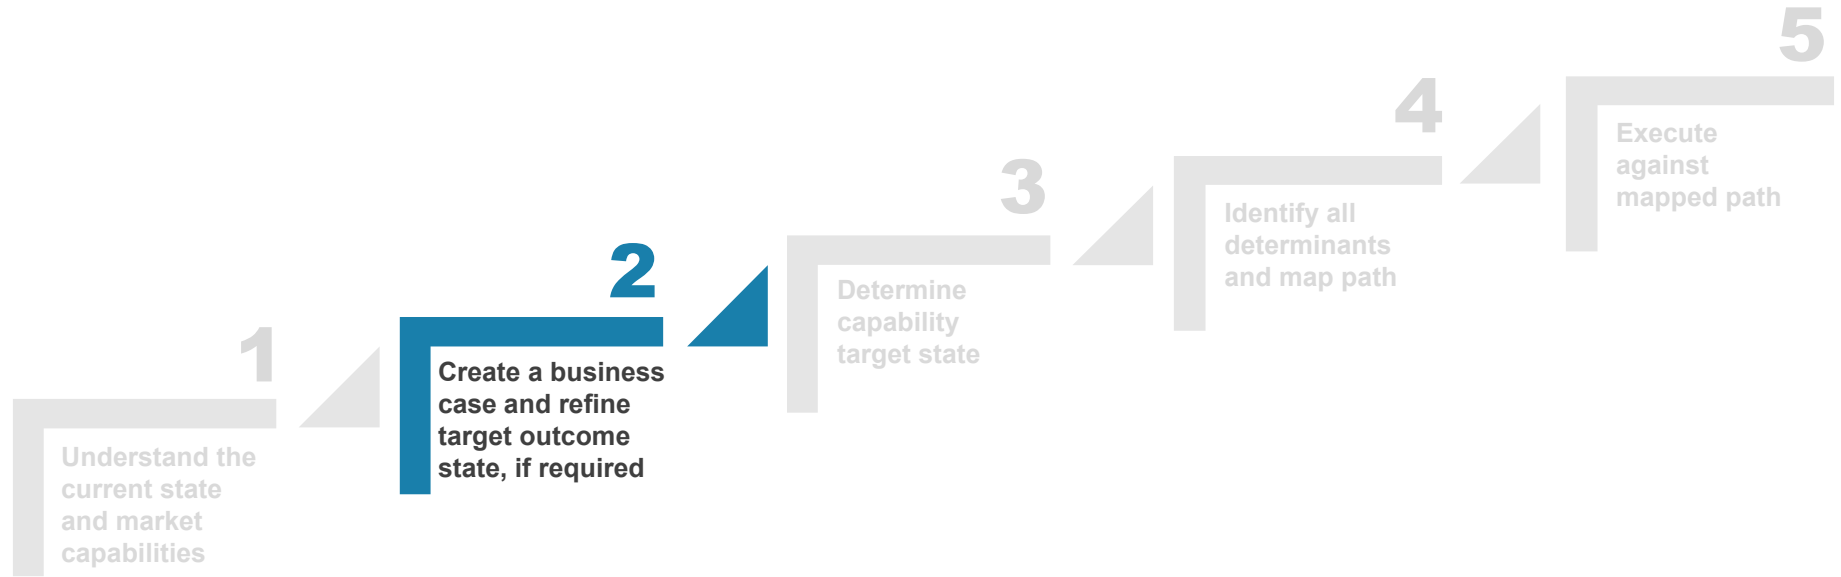 1
Understand the
current state
and market
capabilities
2
Create a business
case and refine
target outcome
state, if required
3
Determine
capability
target state
4
Identify all
determinants
and map path
5
Execute
against
mapped path